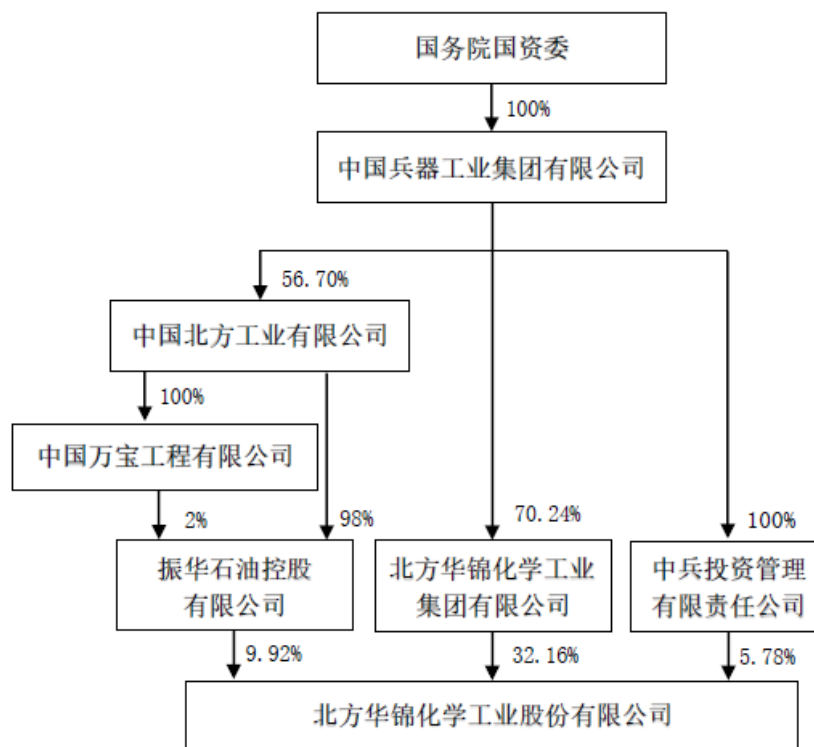 国务院国资委
100%
中国兵器工业集团有限公司
56.70%
中国北方工业有限公司
100%
中国万宝工程有限公司
2%
98%
70.24%
100%
振华石油控股
有限公司
北方华锦化学工业
集团有限公司
中兵投资管理
有限责任公司
9.92%
32.16%
5.78%
北方华锦化学工业股份有限公司